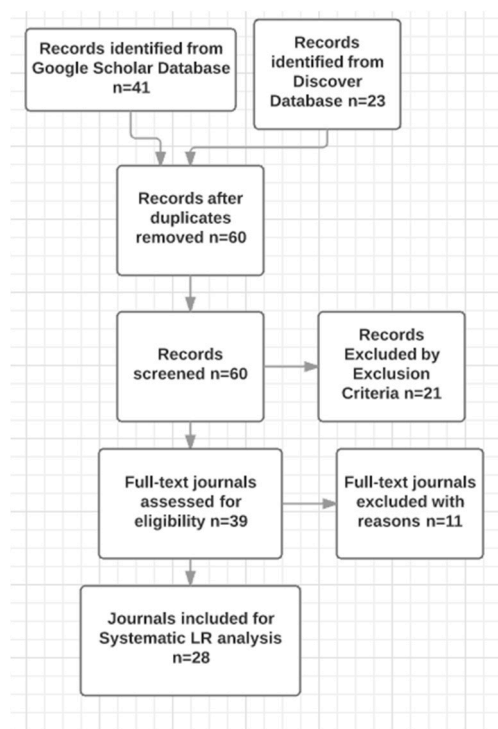 Records identified from
Google Scholar Database
n=41
Records
identified from
Discover
Database n=23
Records after
duplicates
removed n=60
Records
screened n=60
Records
Excluded by
Exclusion
Criteria n=21
Full-text journals
assessed for
eligibility n=39
Full-text journals
excluded with
reasons n=11
Journals included for
Systematic LR analysis
n=28